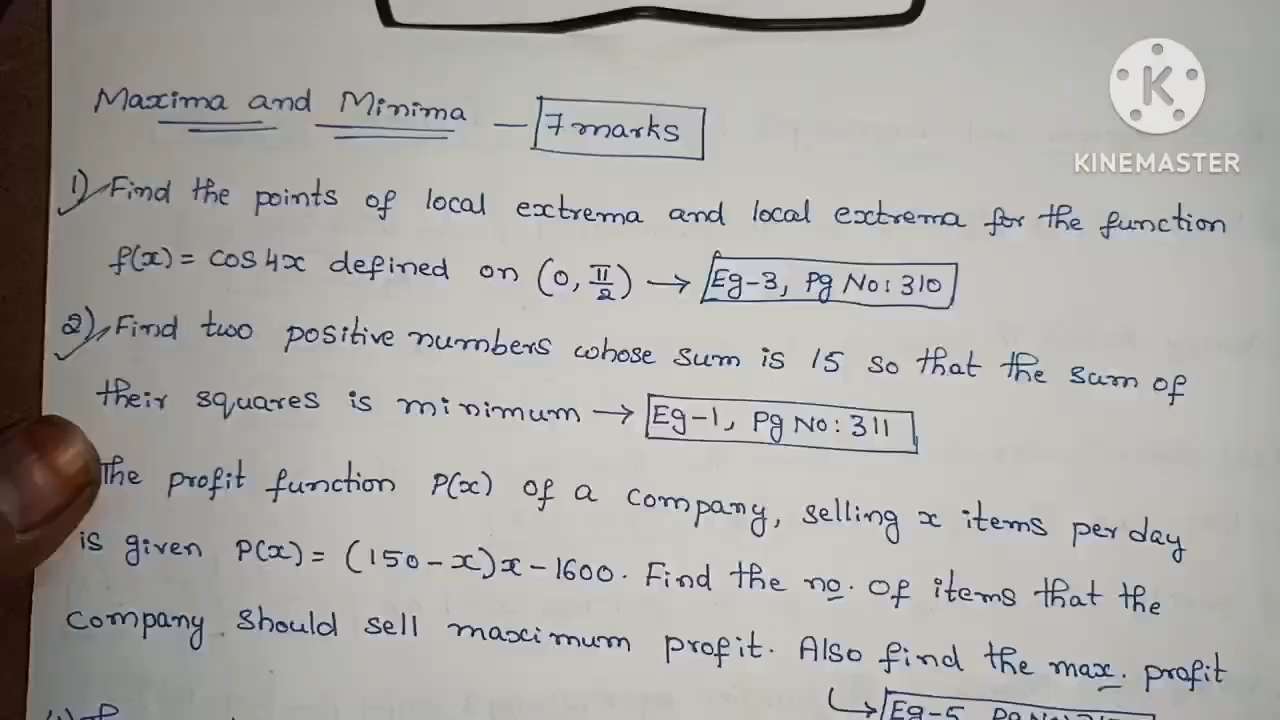 Maxima and Minima — 7 marks
KINEMASTER
1) Find the points of local extrema and local extrema for the function
f(x) = cos 4x defined on (0, π/2) → Eg-3, Pg No: 310
2) Find two positive numbers whose sum is 15 so that the sum of
their squares is minimum → Eg-1, Pg No: 311
The profit function P(x) of a company, selling x items per day
is given P(x) = (150 - x)x - 1600. Find the no. of items that the
company should sell maximum profit. Also find the max. profit
Eg-5